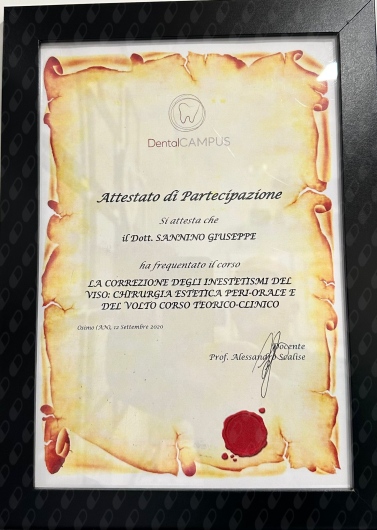 DentalCAMPUS
Attestato di Partecipazione
Si attesta che
il Dott. SANNINO GIUSEPPE
ha frequentato il corso
LA CORREZIONE DEGLI INESTETISMI DEL
VISO: CHIRURGIA ESTETICA PERI-ORALE E
DEL VOLTO CORSO TEORICO-CLINICO
Osimo (AN), 12 Settembre 2020
Docente
Prof. Alessandro Scalise